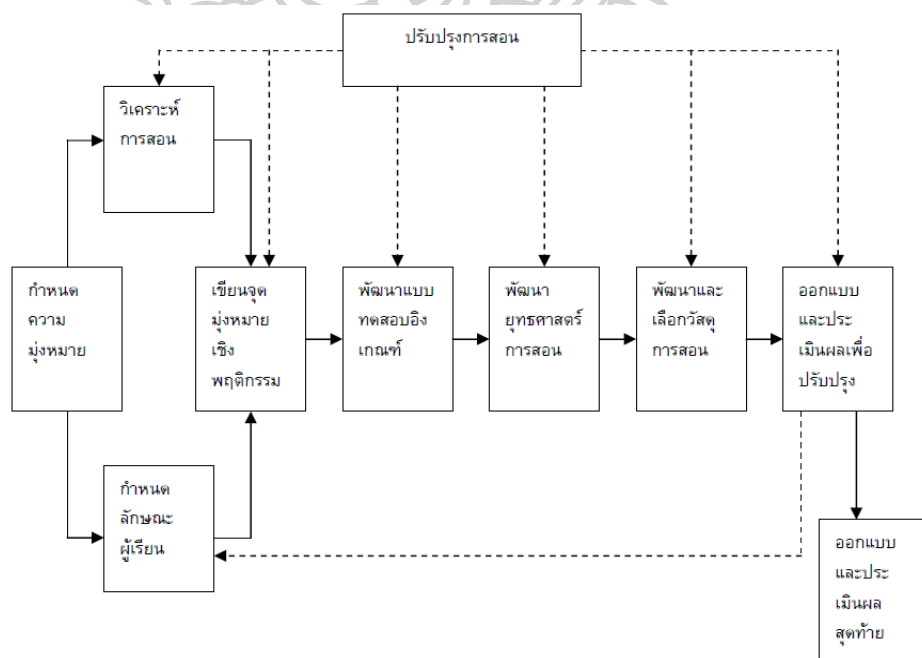 ปรับปรุงการสอน
วิเคราะห์
การสอน
กำหนด
ความ
มุ่งหมาย
เขียนจุด
มุ่งหมาย
เชิง
พฤติกรรม
พัฒนาแบบ
ทดสอบอิง
เกณฑ์
พัฒนา
ยุทธศาสตร์
การสอน
พัฒนาและ
เลือกวัสดุ
การสอน
ออกแบบ
และประ
เมินผลเพื่อ
ปรับปรุง
กำหนด
ลักษณะ
ผู้เรียน
ออกแบบ
และประ
เมินผล
สุดท้าย